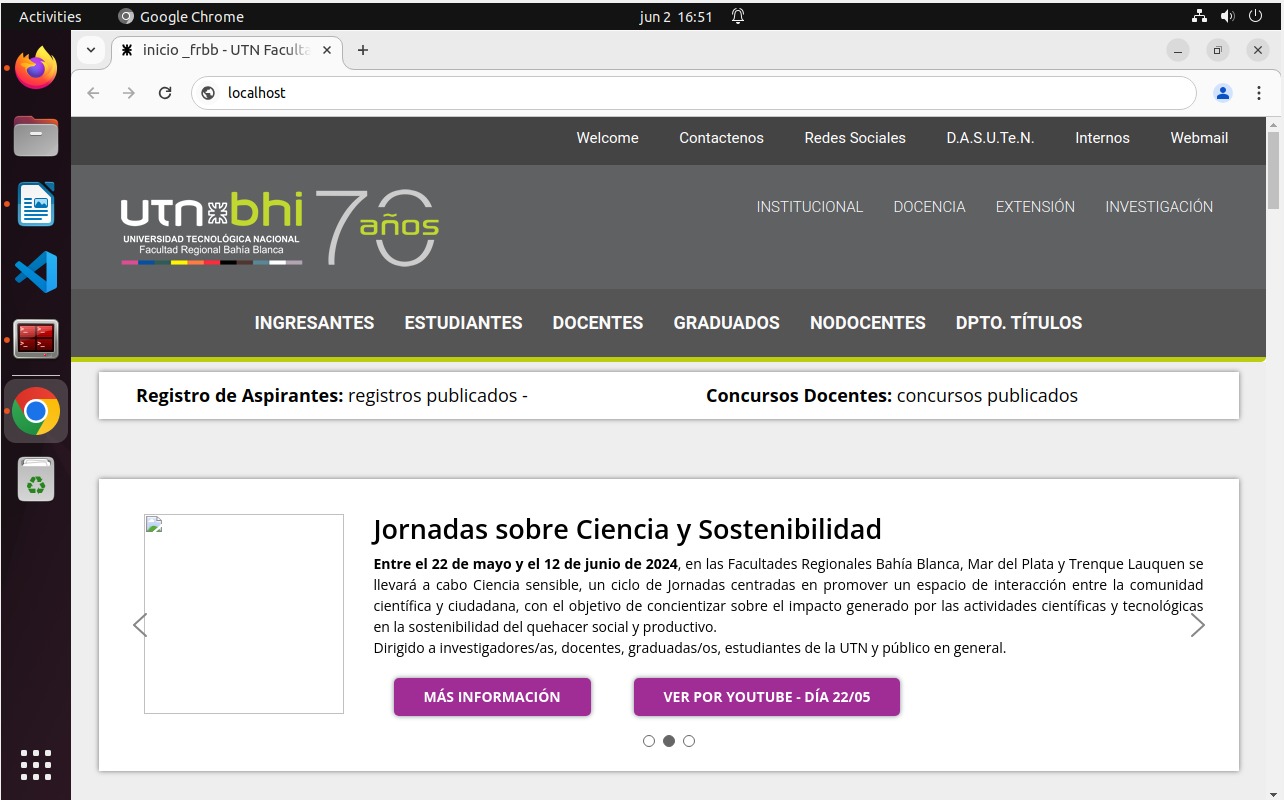 Activities
Google Chrome
jun 2 16:51
inicio _frbb - UTN Faculta
localhost
Welcome Contactenos Redes Sociales D.A.S.U.Te.N. Internos Webmail
utn bhi 70 años
UNIVERSIDAD TECNOLÓGICA NACIONAL
Facultad Regional Bahía Blanca
INSTITUCIONAL DOCENCIA EXTENSIÓN INVESTIGACIÓN
INGRESANTES ESTUDIANTES DOCENTES GRADUADOS NODOCENTES DPTO. TÍTULOS
Registro de Aspirantes: registros publicados -
Concursos Docentes: concursos publicados
Jornadas sobre Ciencia y Sostenibilidad
Entre el 22 de mayo y el 12 de junio de 2024, en las Facultades Regionales Bahía Blanca, Mar del Plata y Trenque Lauquen se
llevará a cabo Ciencia sensible, un ciclo de Jornadas centradas en promover un espacio de interacción entre la comunidad
científica y ciudadana, con el objetivo de concientizar sobre el impacto generado por las actividades científicas y tecnológicas
en la sostenibilidad del quehacer social y productivo.
Dirigido a investigadores/as, docentes, graduadas/os, estudiantes de la UTN y público en general.
MÁS INFORMACIÓN
VER POR YOUTUBE - DÍA 22/05